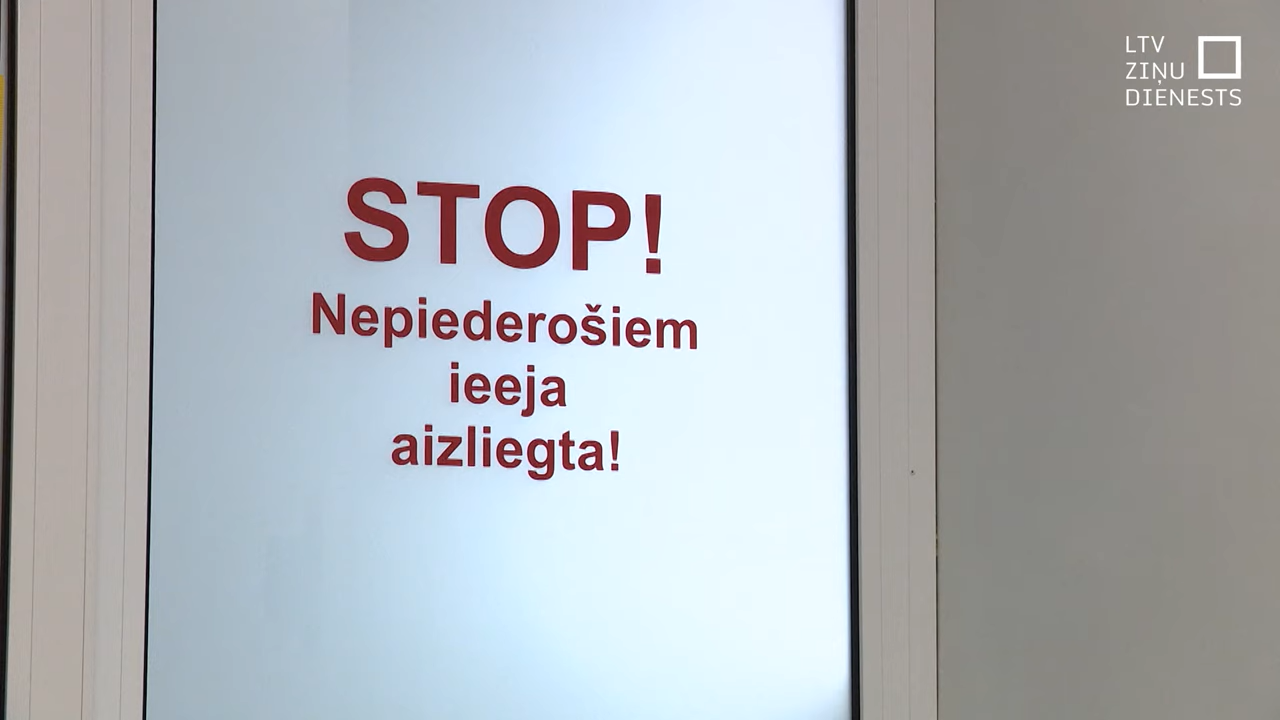 STOP!
Nepiederošiem
ieeja
aizliegta!
LTV
ZIŅU
DIENESTS